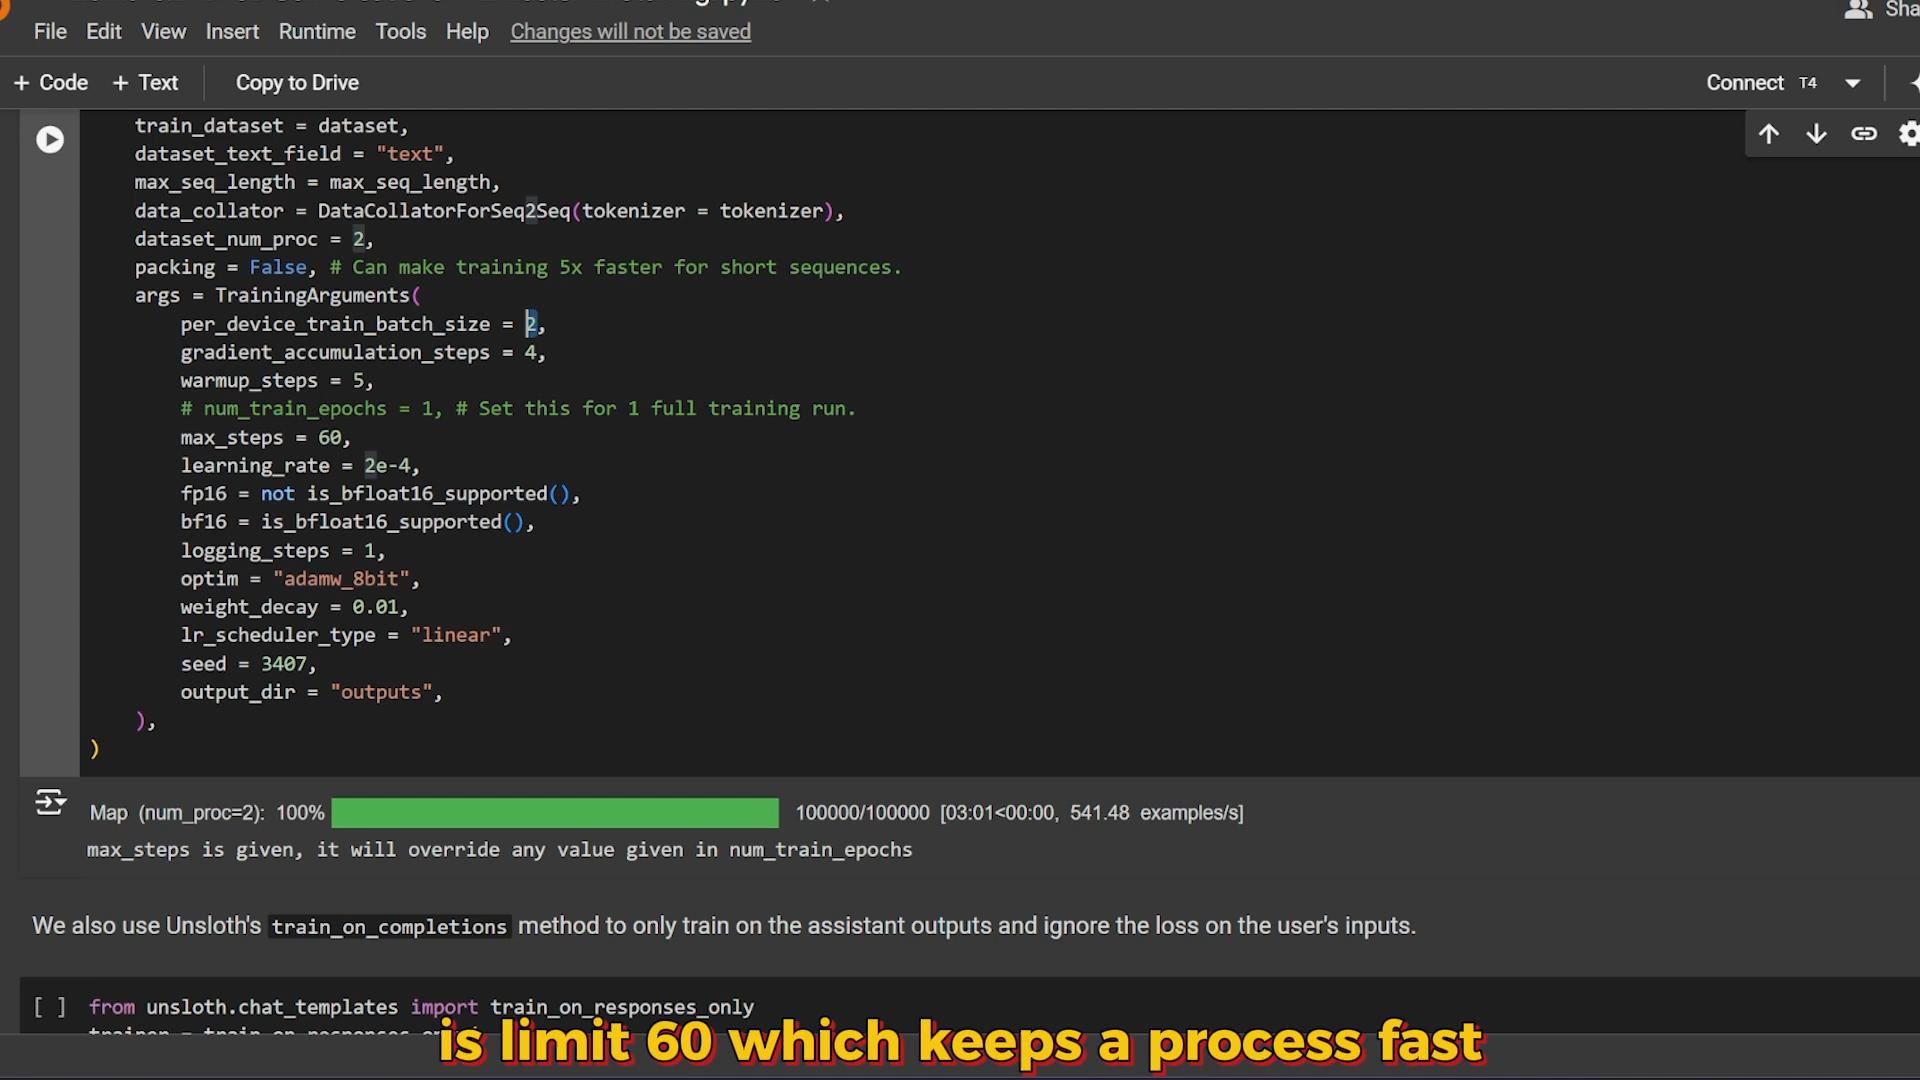 File Edit View Insert Runtime Tools Help Changes will not be saved
+ Code + Text Copy to Drive Connect T4
train_dataset = dataset,
dataset_text_field = "text",
max_seq_length = max_seq_length,
data_collator = DataCollatorForSeq2Seq(tokenizer = tokenizer),
dataset_num_proc = 2,
packing = False, # Can make training 5x faster for short sequences.
args = TrainingArguments(
per_device_train_batch_size = 2,
gradient_accumulation_steps = 4,
warmup_steps = 5,
# num_train_epochs = 1, # Set this for 1 full training run.
max_steps = 60,
learning_rate = 2e-4,
fp16 = not is_bfloat16_supported(),
bf16 = is_bfloat16_supported(),
logging_steps = 1,
optim = "adamw_8bit",
weight_decay = 0.01,
lr_scheduler_type = "linear",
seed = 3407,
output_dir = "outputs",
),
)
Map (num_proc=2): 100% 100000/100000 [03:01<00:00, 541.48 examples/s]
max_steps is given, it will override any value given in num_train_epochs
We also use Unsloth's train_on_completions method to only train on the assistant outputs and ignore the loss on the user's inputs.
[ ] from unsloth.chat_templates import train_on_responses_only
is limit 60 which keeps a process fast